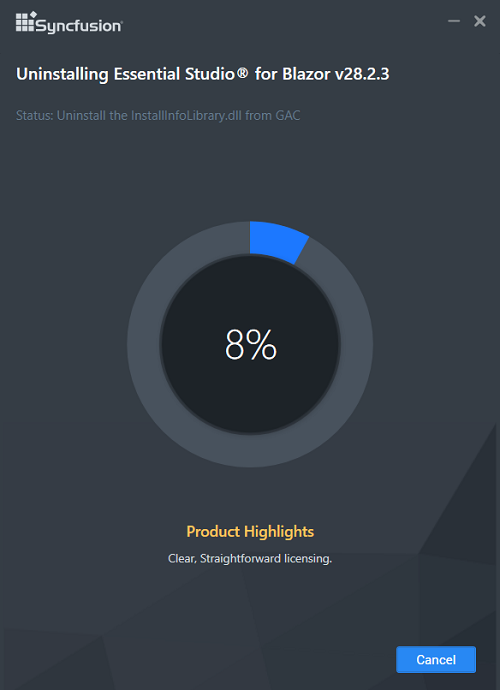 Syncfusion®
Uninstalling Essential Studio® for Blazor v28.2.3
Status: Uninstall the InstallInfoLibrary.dll from GAC
8%
Product Highlights
Clear, Straightforward licensing.
Cancel